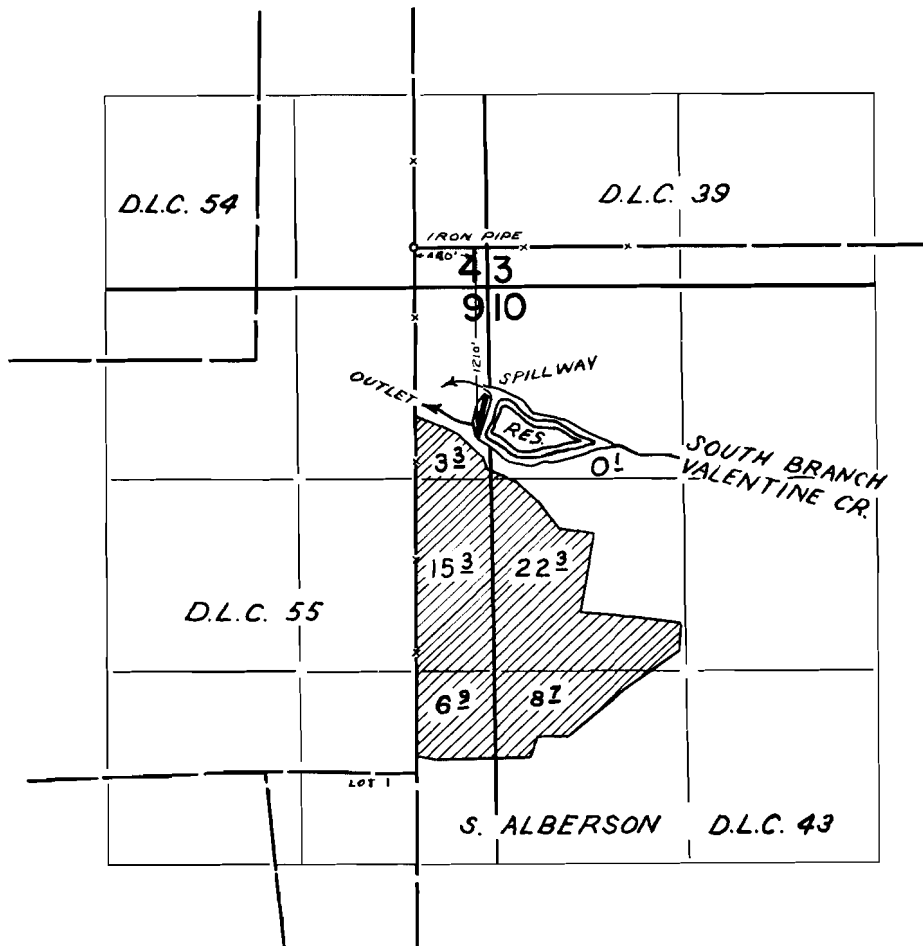 D.L.C. 54
D.L.C. 39
IRON PIPE
440'
4 3
9 10
1210'
SPILLWAY
OUTLET
RES.
SOUTH BRANCH
VALENTINE CR.
3 3
0 1
15 3
22 3
D.L.C. 55
6 9
8 7
LOT 1
S. ALBERSON D.L.C. 43